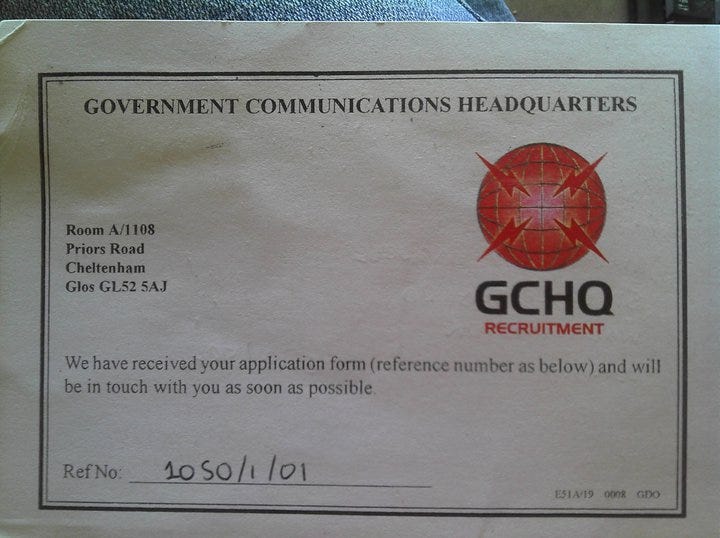 GOVERNMENT COMMUNICATIONS HEADQUARTERS
Room A/1108
Priors Road
Cheltenham
Glos GL52 5AJ
GCHQ
RECRUITMENT
We have received your application form (reference number as below) and will
be in touch with you as soon as possible.
Ref No: 10SO/1/01
E51A/19 0008 GDO